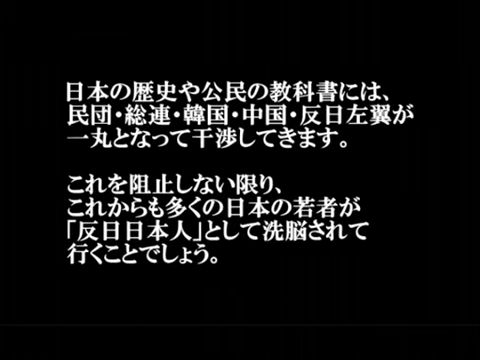 日本の歴史や公民の教科書には、
民団・総連・韓国・中国・反日左翼が
一丸となって干渉してきます。
これを阻止しない限り、
これからも多くの日本の若者が
「反日日本人」として洗脳されて
行くことでしょう。